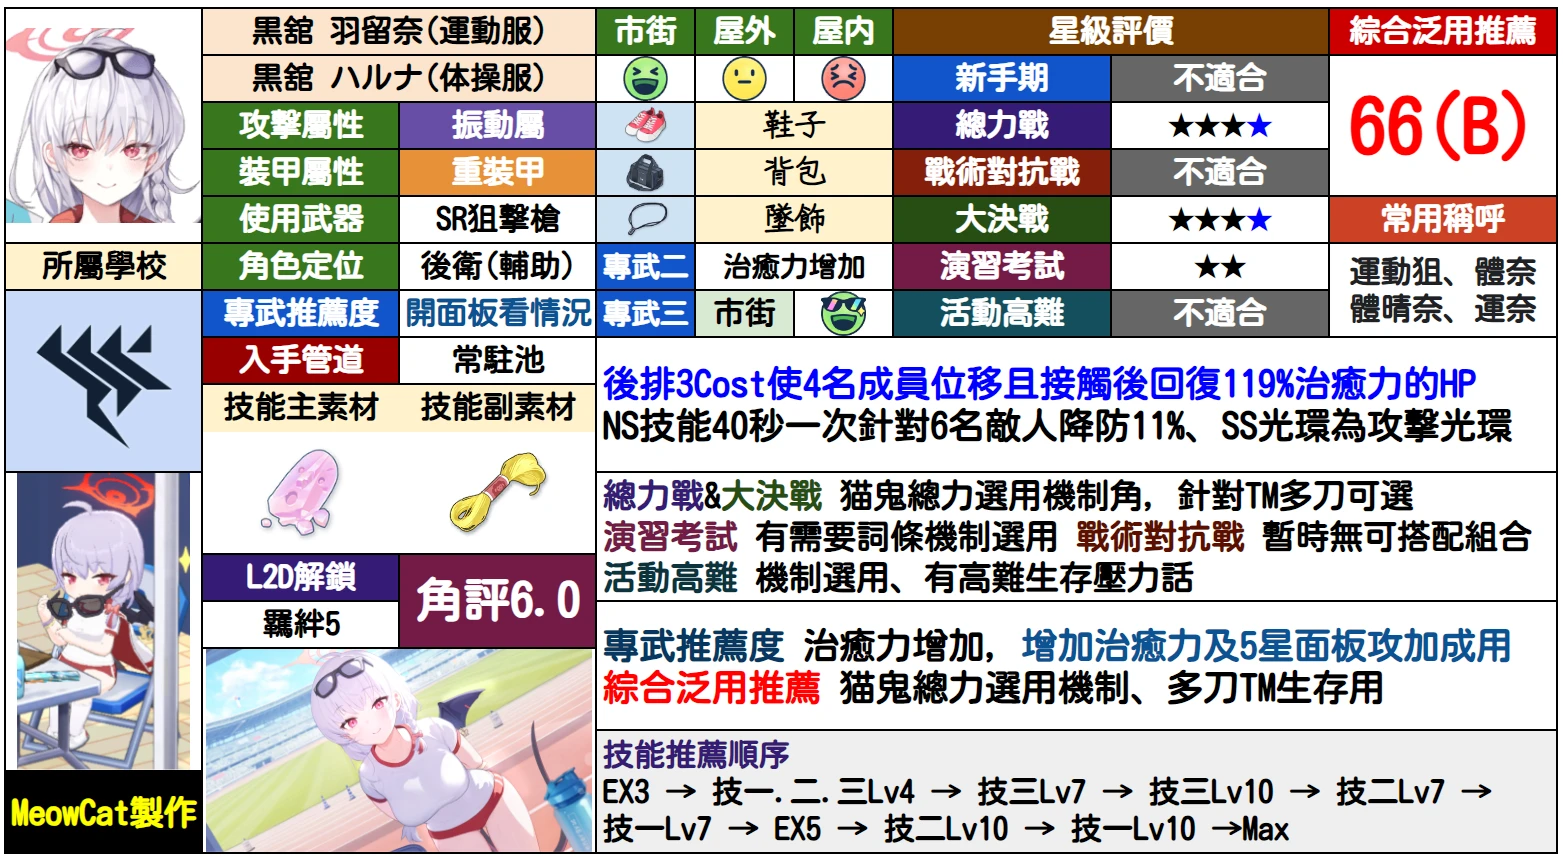 黒舘 羽留奈(運動服)
黒舘 ハルナ(体操服)
攻擊屬性 振動屬
裝甲屬性 重裝甲
使用武器 SR狙擊槍
所屬學校
角色定位 後衛(輔助)
專武推薦度 開面板看情況
入手管道 常駐池
技能主素材 技能副素材
L2D解鎖
羈絆5
角評6.0
MeowCat製作
市街 屋外 屋内
鞋子
背包
墜飾
專武二 治癒力增加
專武三 市街
星級評價
新手期 不適合
總力戰 ★★★★
戰術對抗戰 不適合
大決戰 ★★★★
演習考試 ★★
活動高難 不適合
綜合泛用推薦
66(B)
常用稱呼
運動狙、體奈
體晴奈、運奈
後排3Cost使4名成員位移且接觸後回復119%治癒力的HP
NS技能40秒一次針對6名敵人降防11%、SS光環為攻擊光環
總力戰&大決戰 猫鬼總力選用機制角, 針對TM多刀可選
演習考試 有需要詞條機制選用 戰術對抗戰 暫時無可搭配組合
活動高難 機制選用、有高難生存壓力話
專武推薦度 治癒力增加, 增加治癒力及5星面板攻加成用
綜合泛用推薦 猫鬼總力選用機制、多刀TM生存用
技能推薦順序
EX3 → 技一.二.三Lv4 → 技三Lv7 → 技三Lv10 → 技二Lv7 →
技一Lv7 → EX5 → 技二Lv10 → 技一Lv10 →Max